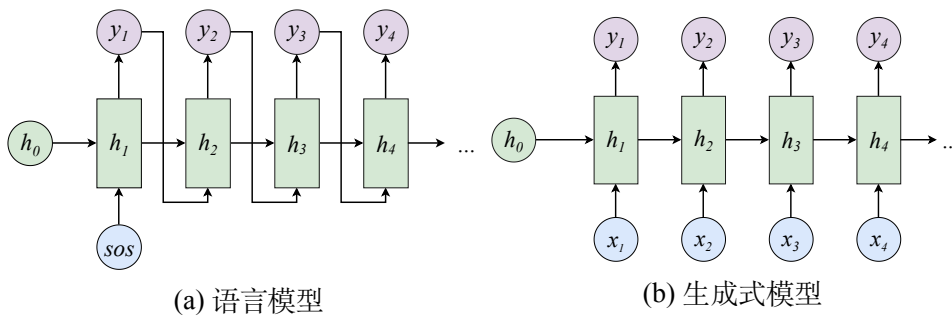 y₁ y₂ y₃ y₄
h₀ h₁ h₂ h₃ h₄ ...
sos
(a) 语言模型
y₁ y₂ y₃ y₄
h₀ h₁ h₂ h₃ h₄ ..
x₁ x₂ x₃ x₄
(b) 生成式模型